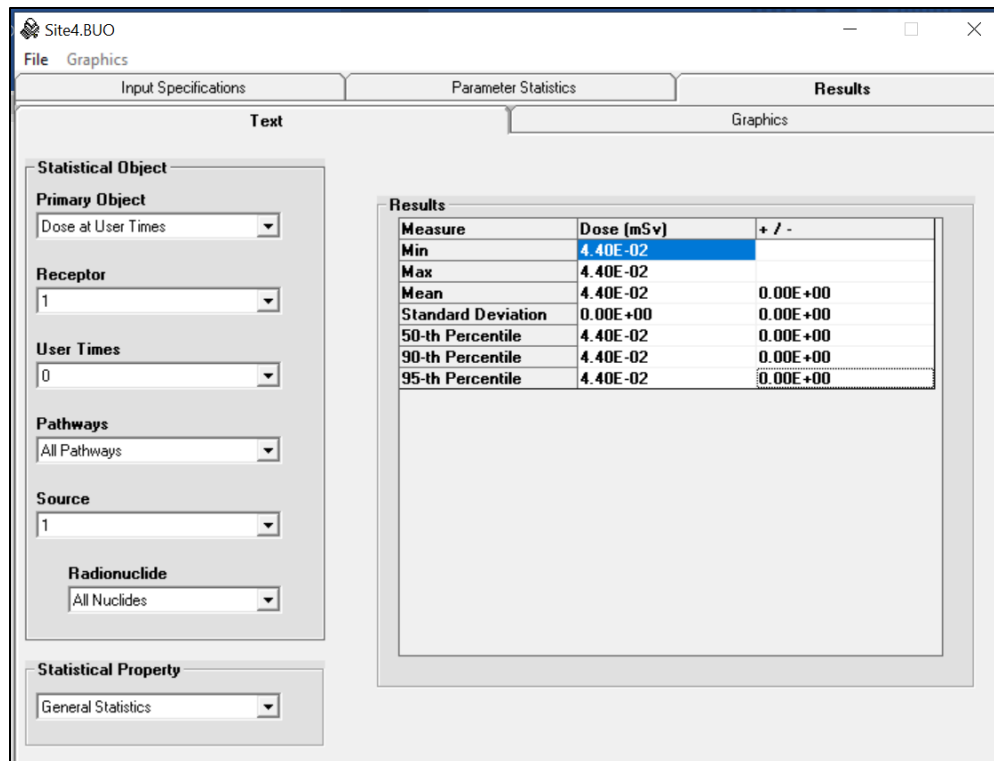 Site4.BUO
File Graphics
Input Specifications Parameter Statistics Results
Text Graphics
Statistical Object
Primary Object
Dose at User Times
Receptor
1
User Times
0
Pathways
All Pathways
Source
1
Radionuclide
All Nuclides
Statistical Property
General Statistics
Results
Measure Dose (mSv) + / -
Min 4.40E-02
Max 4.40E-02
Mean 4.40E-02 0.00E+00
Standard Deviation 0.00E+00 0.00E+00
50-th Percentile 4.40E-02 0.00E+00
90-th Percentile 4.40E-02 0.00E+00
95-th Percentile 4.40E-02 0.00E+00